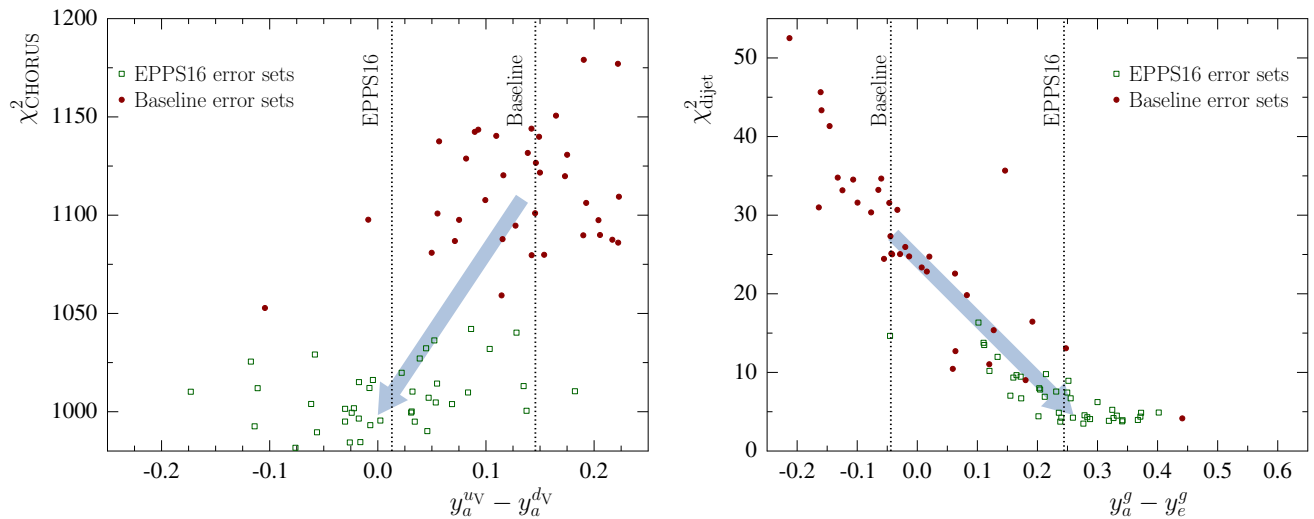 1200
1150
1100
1050
1000
χ²CHORUS
EPPS16 error sets
Baseline error sets
EPPS16
Baseline
-0.2
-0.1
0.0
0.1
0.2
y_a^{u_V} − y_a^{d_V}
50
40
30
20
10
0
χ²dijet
Baseline
EPPS16
EPPS16 error sets
Baseline error sets
-0.2
-0.1
0.0
0.1
0.2
0.3
0.4
0.5
0.6
y_a^g − y_e^g